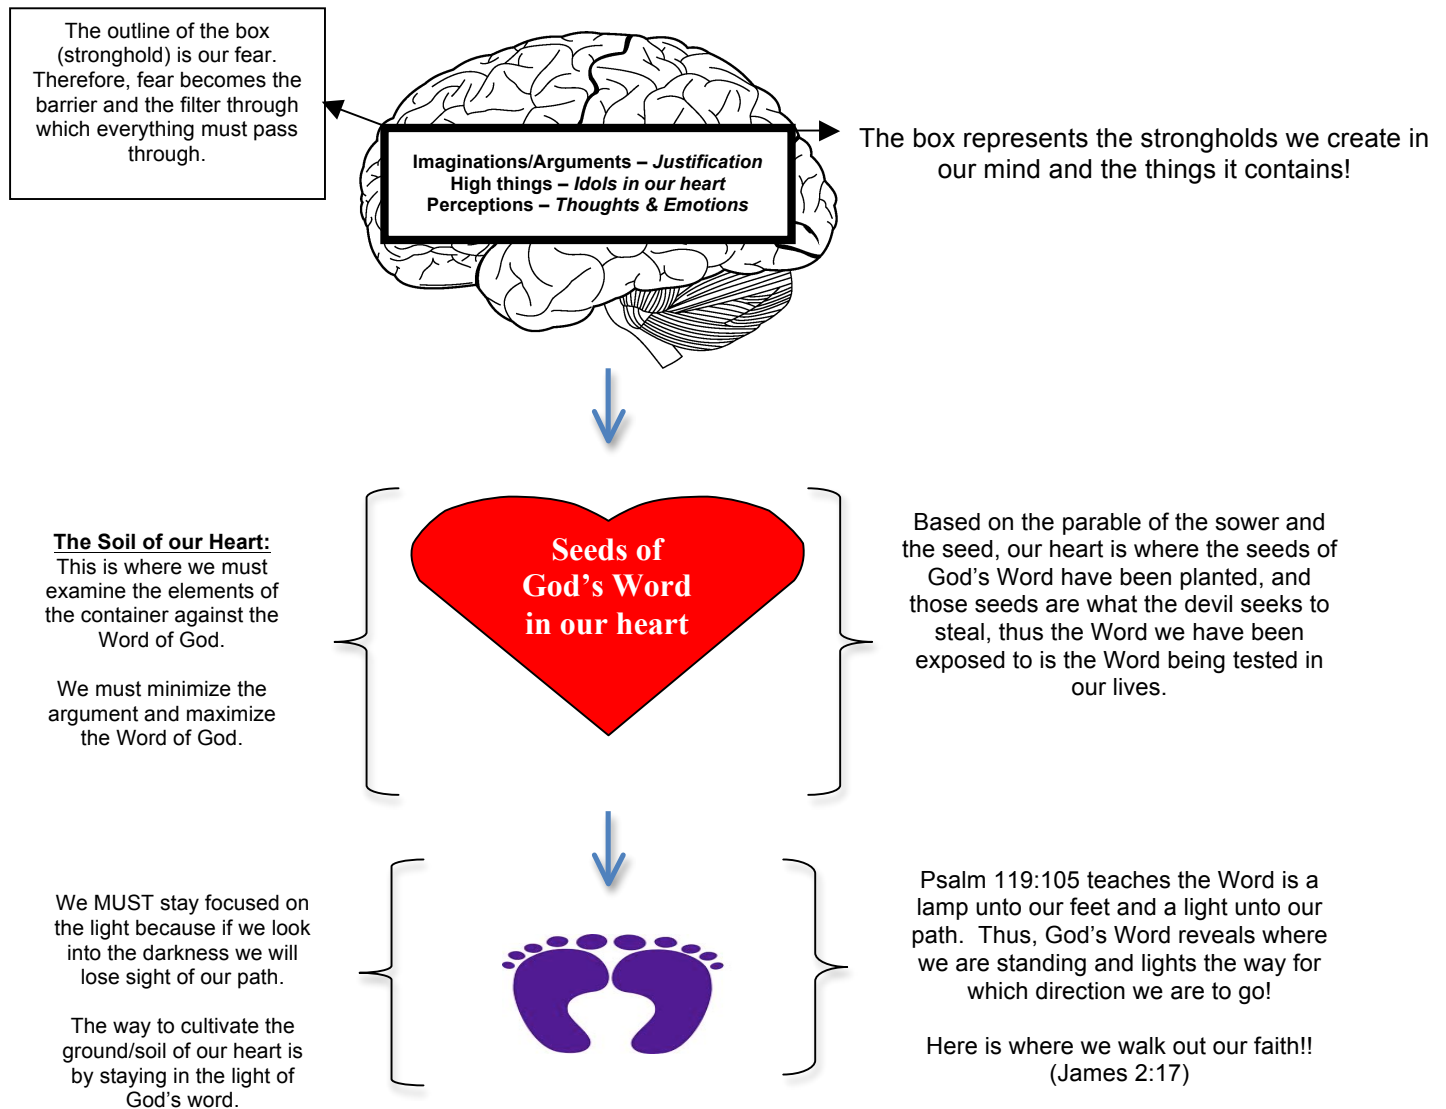 The outline of the box
(stronghold) is our fear.
Therefore, fear becomes the
barrier and the filter through
which everything must pass
through.
Imaginations/Arguments – Justification
High things – Idols in our heart
Perceptions – Thoughts & Emotions
The box represents the strongholds we create in
our mind and the things it contains!
The Soil of our Heart:
This is where we must
examine the elements of
the container against the
Word of God.
We must minimize the
argument and maximize
the Word of God.
Seeds of
God’s Word
in our heart
Based on the parable of the sower and
the seed, our heart is where the seeds of
God’s Word have been planted, and
those seeds are what the devil seeks to
steal, thus the Word we have been
exposed to is the Word being tested in
our lives.
We MUST stay focused on
the light because if we look
into the darkness we will
lose sight of our path.
The way to cultivate the
ground/soil of our heart is
by staying in the light of
God’s word.
Psalm 119:105 teaches the Word is a
lamp unto our feet and a light unto our
path.  Thus, God’s Word reveals where
we are standing and lights the way for
which direction we are to go!
Here is where we walk out our faith!!
(James 2:17)